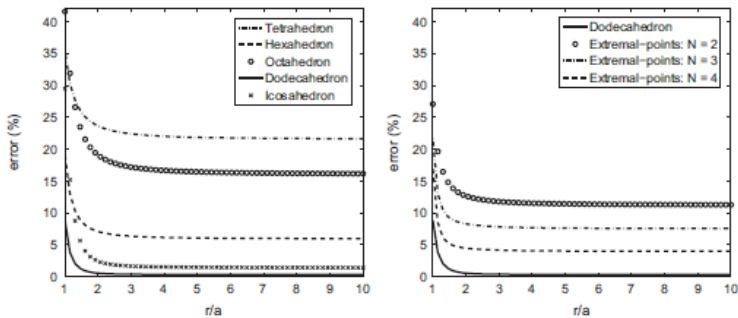 40
35
30
25
20
15
10
5
0
error (%)
1
2
3
4
5
6
7
8
9
10
r/a
Tetrahedron
Hexahedron
Octahedron
Dodecahedron
Icosahedron
40
35
30
25
20
15
10
5
0
error (%)
1
2
3
4
5
6
7
8
9
10
r/a
Dodecahedron
Extremal-points: N = 2
Extremal-points: N = 3
Extremal-points: N = 4